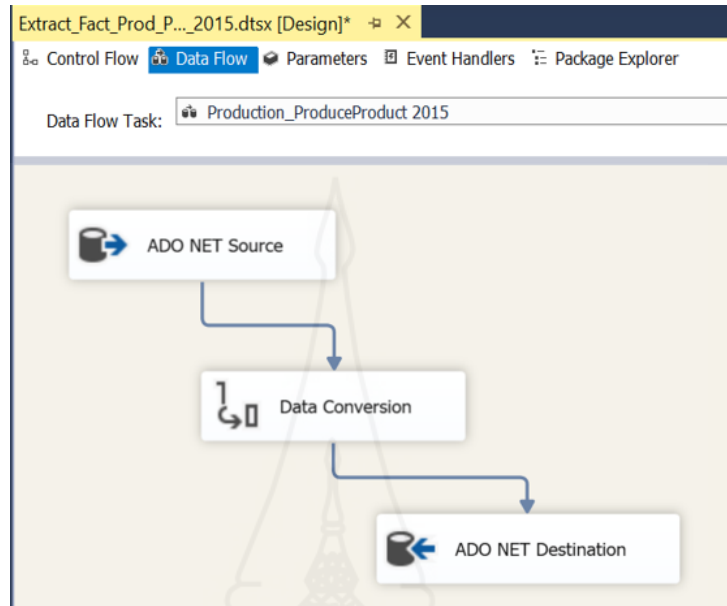 Extract_Fact_Prod_P..._2015.dtsx [Design]*
Control Flow Data Flow Parameters Event Handlers Package Explorer
Data Flow Task: Production_ProduceProduct 2015
ADO NET Source
Data Conversion
ADO NET Destination